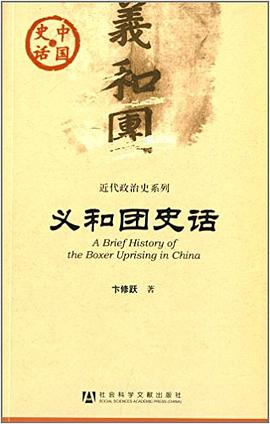 中国
史话
義和團
近代政治史系列
义和团史话
A Brief History of
the Boxer Uprising in China
卞修跃 著
社会科学文献出版社
SOCIAL SCIENCES ACADEMIC PRESS (CHINA)